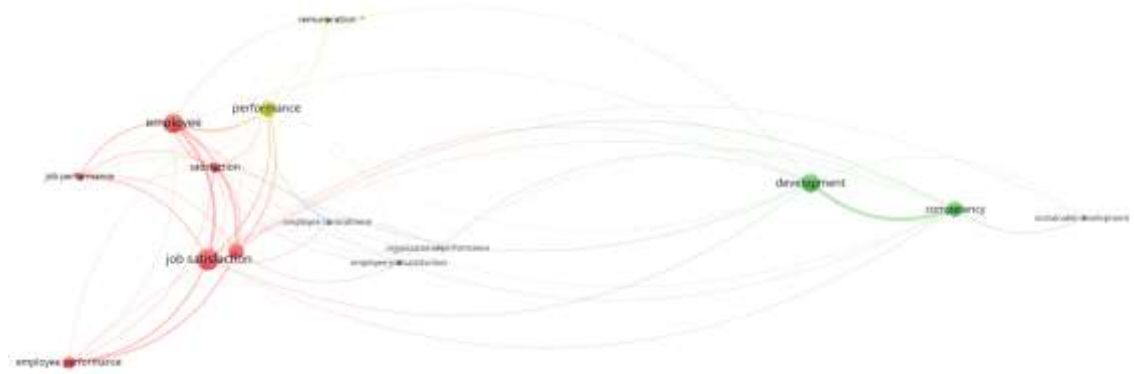 remuneration
performance
employee
satisfaction
job performance
development
competency
sustainable development
employee commitment
organizational performance
job satisfaction
employee job satisfaction
employee performance